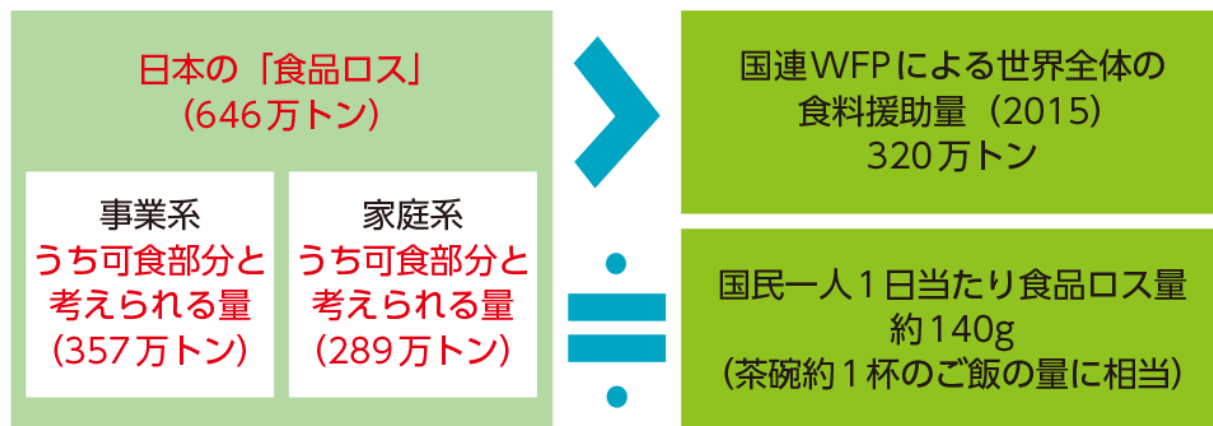 日本の「食品ロス」
（646万トン）
事業系
うち可食部分と
考えられる量
（357万トン）
家庭系
うち可食部分と
考えられる量
（289万トン）
国連WFPによる世界全体の
食料援助量（2015）
320万トン
国民一人1日当たり食品ロス量
約140g
（茶碗約1杯のご飯の量に相当）